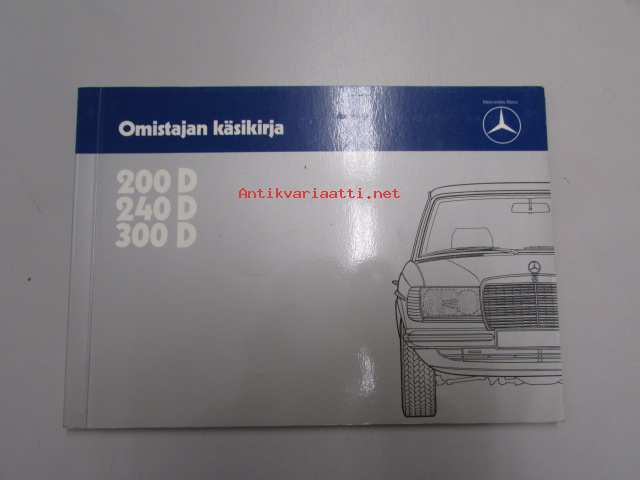 Mercedes-Benz
Omistajan käsikirja
200 D
240 D
300 D
Antikvariaatti.net